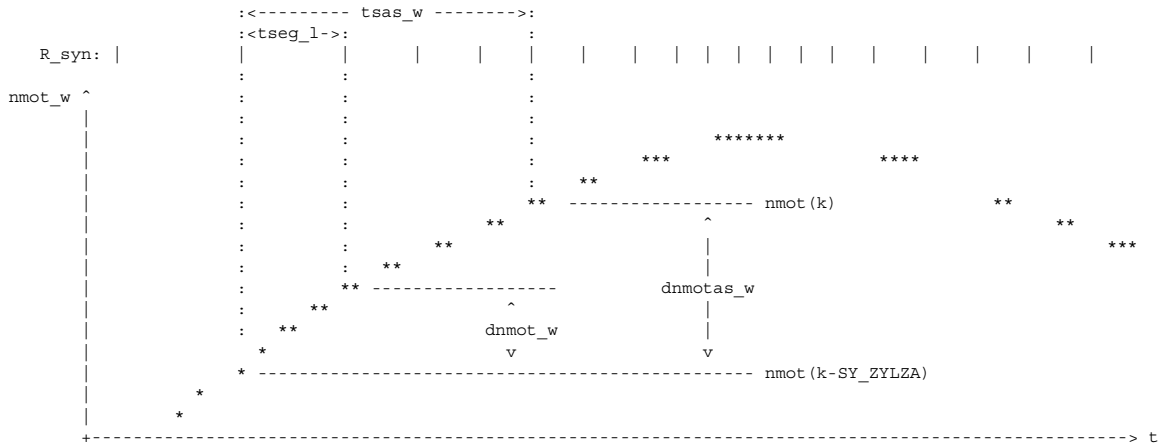 :<--------- tsas_w -------->:
:<tseg_l->:
R_syn: | | | | | | | | | | | | | | | | | | |
nmot_w ^
*******
*** ****
**
** ------------------ nmot(k) **
** ^ **
** ***
**
** ------------------ dnmotas_w
** ^
** dnmot_w
* v v
* ------------------------------------------------ nmot(k-SY_ZYLZA)
*
*
+----------------------------------------------------------------------------------------------------> t